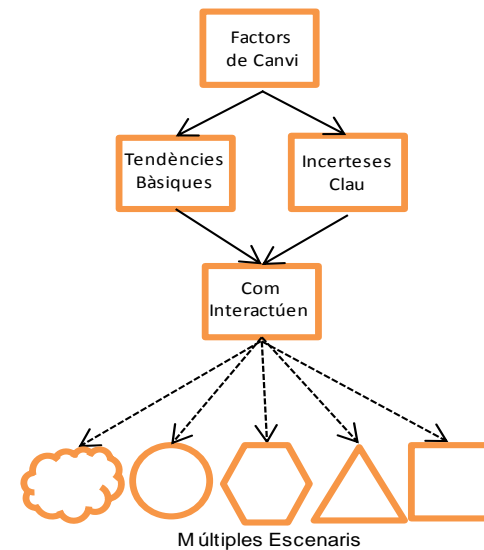 Factors
de Canvi
Tendències
Bàsiques
Incerteses
Clau
Com
Interactúen
Múltiples Escenaris